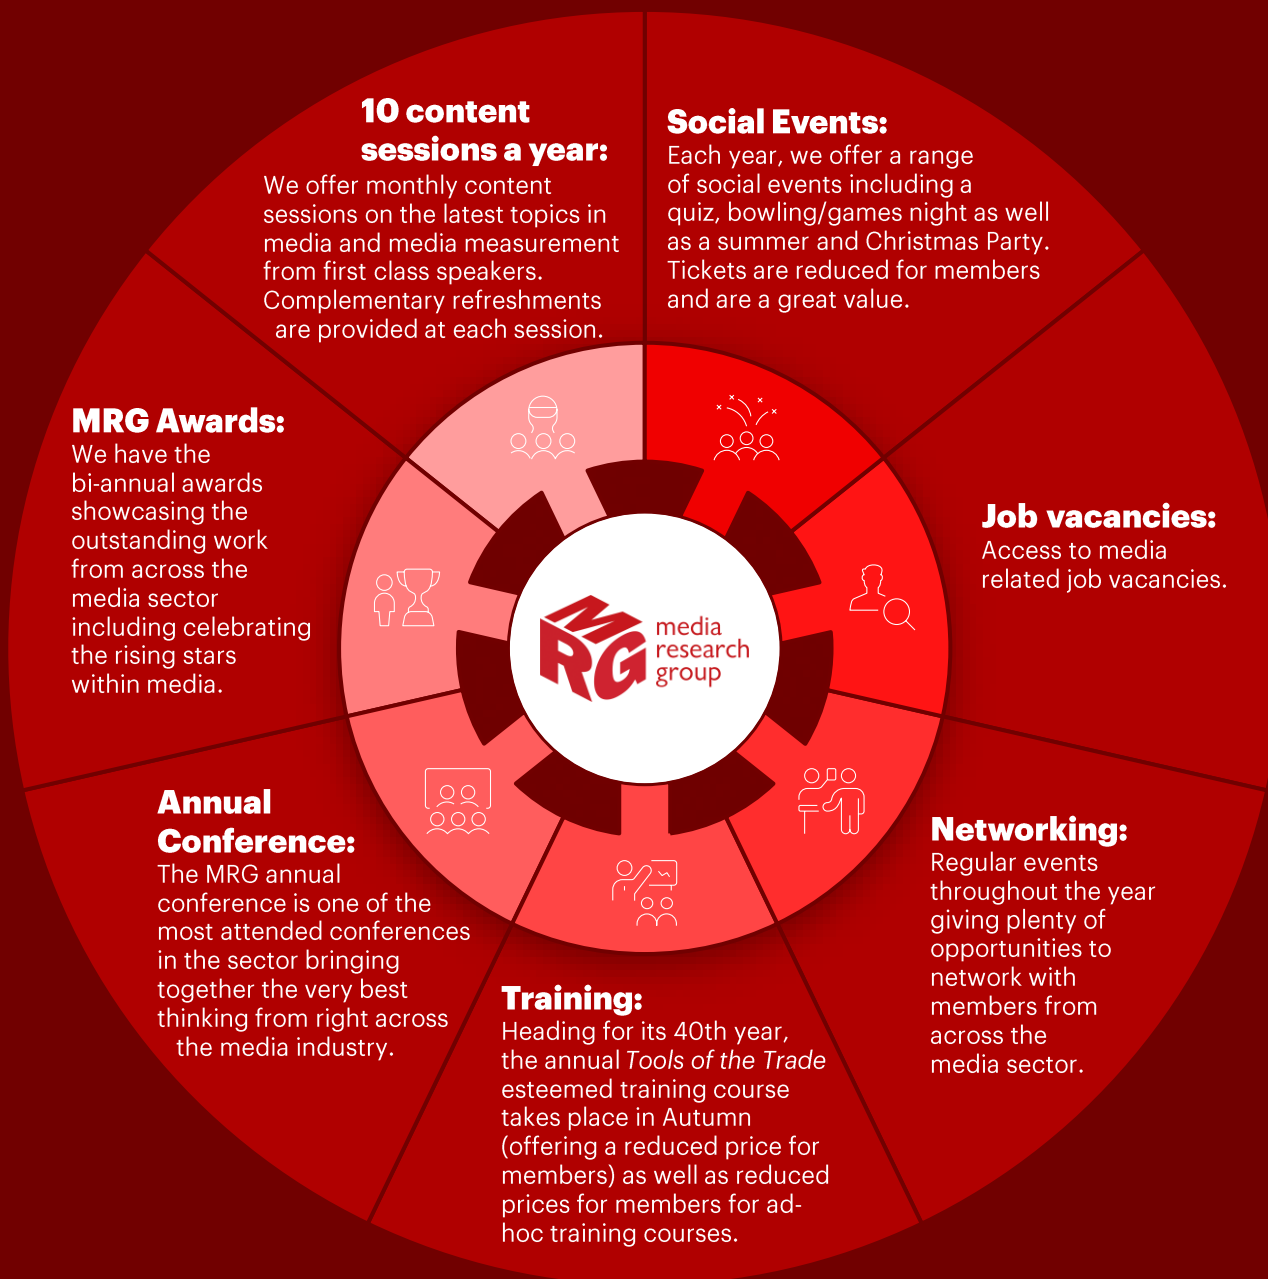 10 content
sessions a year:
We offer monthly content
sessions on the latest topics in
media and media measurement
from first class speakers.
Complementary refreshments
are provided at each session.
Social Events:
Each year, we offer a range
of social events including a
quiz, bowling/games night as well
as a summer and Christmas Party.
Tickets are reduced for members
and are a great value.
Job vacancies:
Access to media
related job vacancies.
Networking:
Regular events
throughout the year
giving plenty of
opportunities to
network with
members from
across the
media sector.
Training:
Heading for its 40th year,
the annual Tools of the Trade
esteemed training course
takes place in Autumn
(offering a reduced price for
members) as well as reduced
prices for members for ad-
hoc training courses.
Annual
Conference:
The MRG annual
conference is one of the
most attended conferences
in the sector bringing
together the very best
thinking from right across
the media industry.
MRG Awards:
We have the
bi-annual awards
showcasing the
outstanding work
from across the
media sector
including celebrating
the rising stars
within media.
MRG
media
research
group